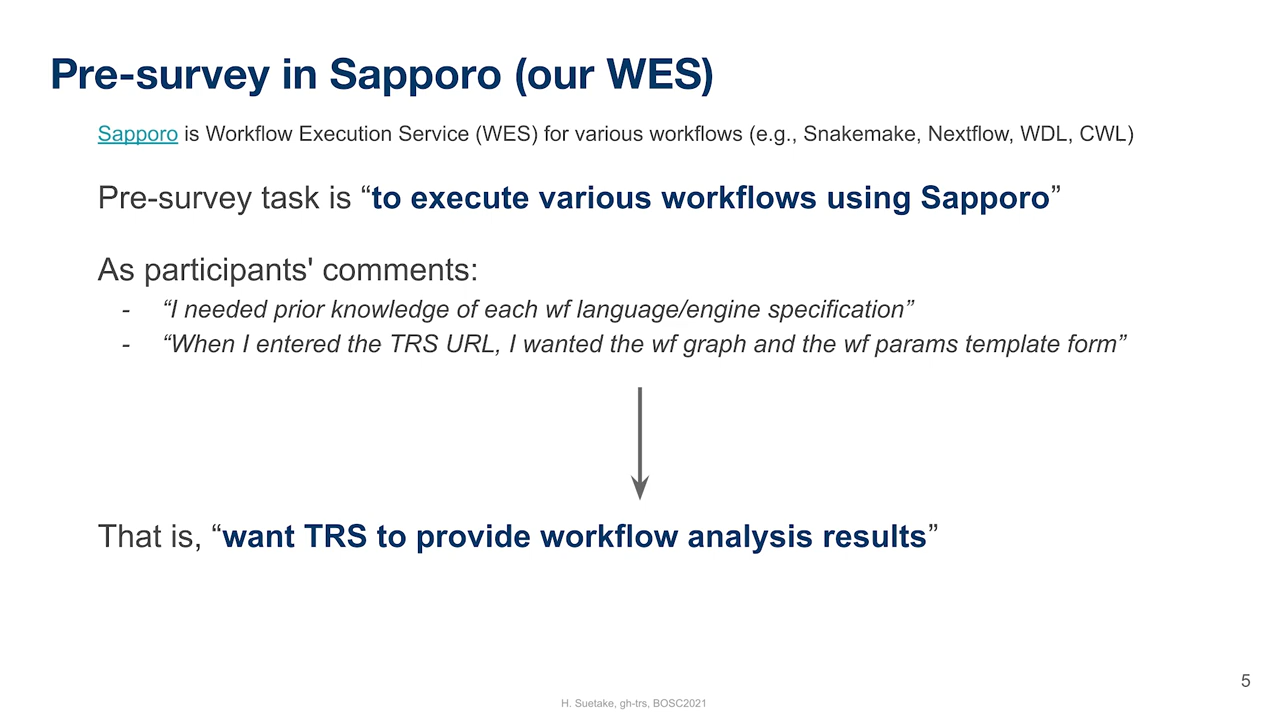 Pre-survey in Sapporo (our WES)
Sapporo is Workflow Execution Service (WES) for various workflows (e.g., Snakemake, Nextflow, WDL, CWL)
Pre-survey task is “to execute various workflows using Sapporo”
As participants' comments:
- “I needed prior knowledge of each wf language/engine specification”
- “When I entered the TRS URL, I wanted the wf graph and the wf params template form”
That is, “want TRS to provide workflow analysis results”
5
H. Suetake, gh-trs, BOSC2021